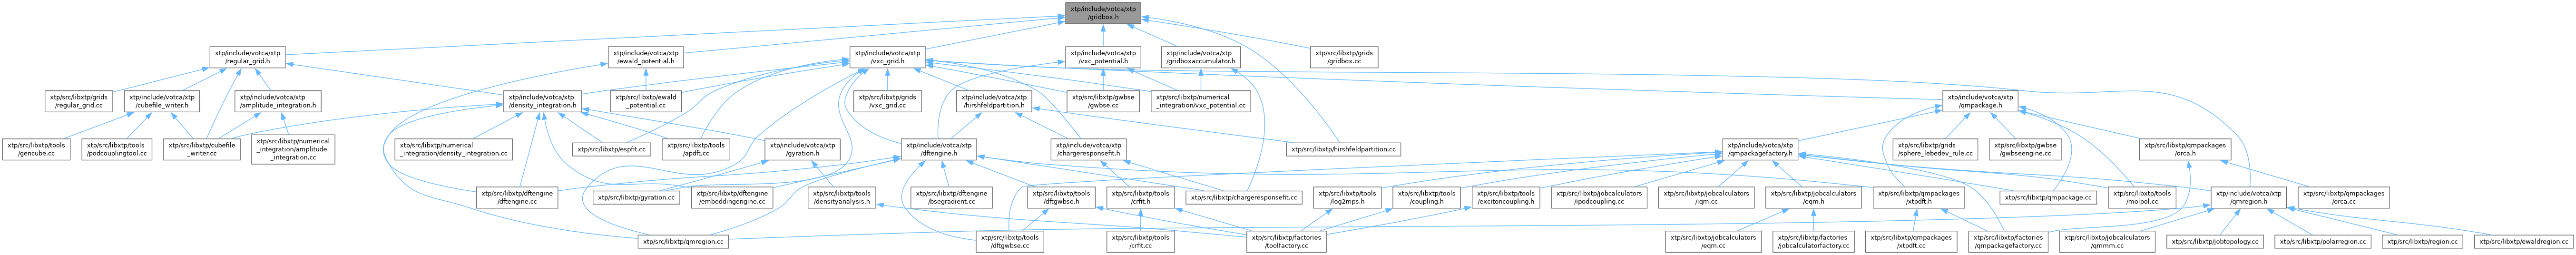 xtp/include/votca/xtp
/gridbox.h
xtp/include/votca/xtp
/regular_grid.h
xtp/include/votca/xtp
/ewald_potential.h
xtp/include/votca/xtp
/vxc_grid.h
xtp/include/votca/xtp
/vxc_potential.h
xtp/include/votca/xtp
/gridboxaccumulator.h
xtp/src/libxtp/grids
/gridbox.cc
xtp/src/libxtp/grids
/regular_grid.cc
xtp/include/votca/xtp
/cubefile_writer.h
xtp/include/votca/xtp
/amplitude_integration.h
xtp/include/votca/xtp
/density_integration.h
xtp/src/libxtp/ewald
_potential.cc
xtp/src/libxtp/grids
/vxc_grid.cc
xtp/include/votca/xtp
/hirshfeldpartition.h
xtp/src/libxtp/gwbse
/gwbse.cc
xtp/src/libxtp/numerical
_integration/vxc_potential.cc
xtp/include/votca/xtp
/qmpackage.h
xtp/src/libxtp/tools
/gencube.cc
xtp/src/libxtp/tools
/podcouplingtool.cc
xtp/src/libxtp/cubefile
_writer.cc
xtp/src/libxtp/numerical
_integration/amplitude
_integration.cc
xtp/src/libxtp/numerical
_integration/density_integration.cc
xtp/src/libxtp/espfit.cc
xtp/src/libxtp/tools
/apdft.cc
xtp/include/votca/xtp
/gyration.h
xtp/include/votca/xtp
/dftengine.h
xtp/include/votca/xtp
/chargeresponsefit.h
xtp/src/libxtp/hirshfeldpartition.cc
xtp/include/votca/xtp
/qmpackagefactory.h
xtp/src/libxtp/grids
/sphere_lebedev_rule.cc
xtp/src/libxtp/gwbse
/gwbseengine.cc
xtp/src/libxtp/qmpackages
/orca.h
xtp/src/libxtp/dftengine
/dftengine.cc
xtp/src/libxtp/gyration.cc
xtp/src/libxtp/dftengine
/embeddingengine.cc
xtp/src/libxtp/tools
/densityanalysis.h
xtp/src/libxtp/dftengine
/bsegradient.cc
xtp/src/libxtp/tools
/dftgwbse.h
xtp/src/libxtp/tools
/crfit.h
xtp/src/libxtp/chargeresponsefit.cc
xtp/src/libxtp/tools
/log2mps.h
xtp/src/libxtp/tools
/coupling.h
xtp/src/libxtp/tools
/excitoncoupling.h
xtp/src/libxtp/jobcalculators
/ipodcoupling.cc
xtp/src/libxtp/jobcalculators
/iqm.cc
xtp/src/libxtp/jobcalculators
/eqm.h
xtp/src/libxtp/qmpackages
/xtpdft.h
xtp/src/libxtp/qmpackage.cc
xtp/src/libxtp/tools
/molpol.cc
xtp/include/votca/xtp
/qmregion.h
xtp/src/libxtp/qmpackages
/orca.cc
xtp/src/libxtp/qmregion.cc
xtp/src/libxtp/tools
/dftgwbse.cc
xtp/src/libxtp/tools
/crfit.cc
xtp/src/libxtp/factories
/toolfactory.cc
xtp/src/libxtp/jobcalculators
/eqm.cc
xtp/src/libxtp/factories
/jobcalculatorfactory.cc
xtp/src/libxtp/qmpackages
/xtpdft.cc
xtp/src/libxtp/factories
/qmpackagefactory.cc
xtp/src/libxtp/jobcalculators
/qmmm.cc
xtp/src/libxtp/jobtopology.cc
xtp/src/libxtp/polarregion.cc
xtp/src/libxtp/region.cc
xtp/src/libxtp/ewaldregion.cc